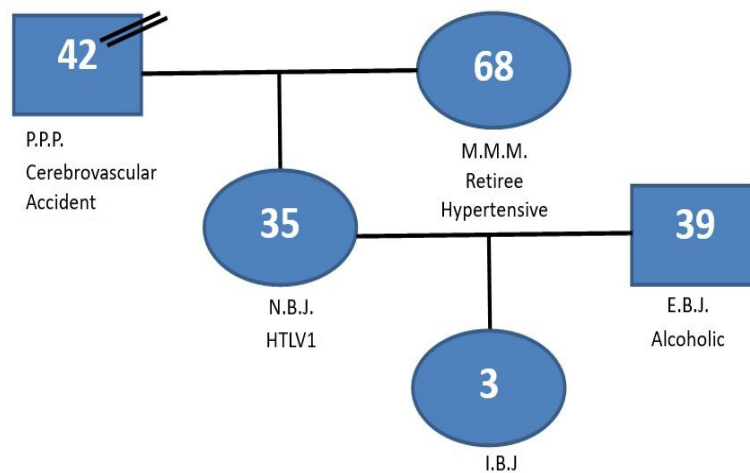 42
68
P.P.P.
Cerebrovascular
Accident
M.M.M.
Retiree
Hypertensive
35
39
N.B.J.
HTLV1
E.B.J.
Alcoholic
3
I.B.J